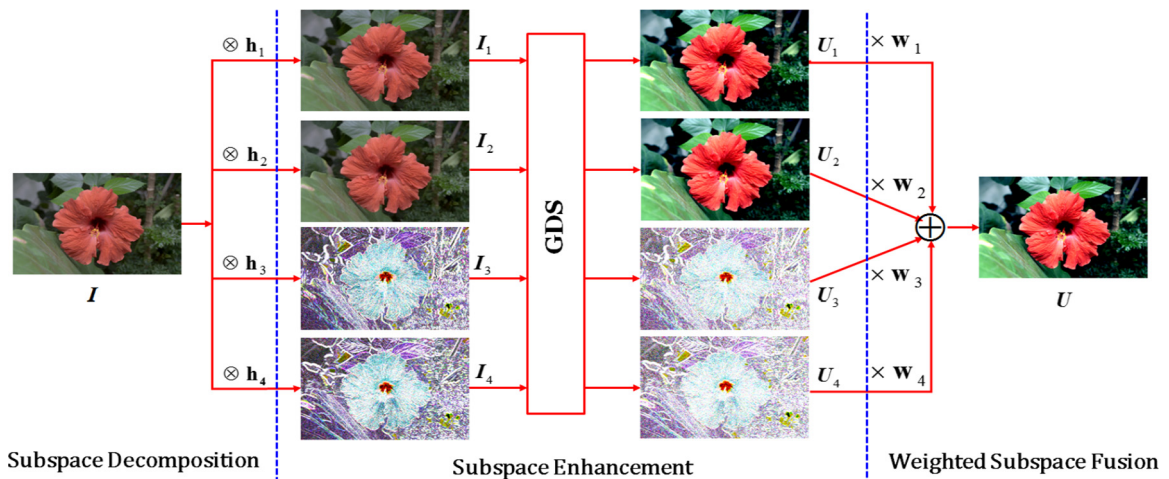 ⊗ h1
I1
U1
× w1
⊗ h2
I2
U2
× w2
I
⊗ h3
I3
GDS
U3
× w3
U
⊗ h4
I4
U4
× w4
Subspace Decomposition
Subspace Enhancement
Weighted Subspace Fusion